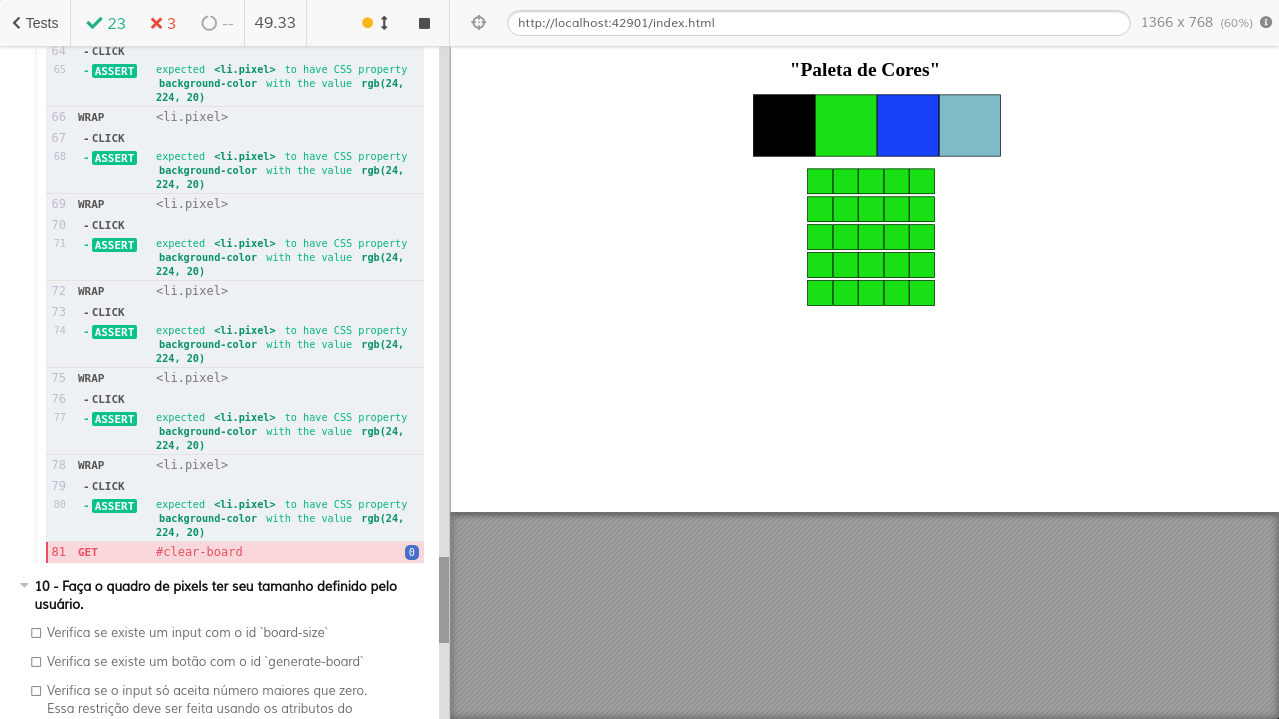 Tests 23 3 -- 49.33 http://localhost:42901/index.html 1366 x 768 (60%)
64 - CLICK
65 - ASSERT expected <li.pixel> to have CSS property
background-color with the value rgb(24,
224, 20)
66 WRAP <li.pixel>
67 - CLICK
68 - ASSERT expected <li.pixel> to have CSS property
background-color with the value rgb(24,
224, 20)
69 WRAP <li.pixel>
70 - CLICK
71 - ASSERT expected <li.pixel> to have CSS property
background-color with the value rgb(24,
224, 20)
72 WRAP <li.pixel>
73 - CLICK
74 - ASSERT expected <li.pixel> to have CSS property
background-color with the value rgb(24,
224, 20)
75 WRAP <li.pixel>
76 - CLICK
77 - ASSERT expected <li.pixel> to have CSS property
background-color with the value rgb(24,
224, 20)
78 WRAP <li.pixel>
79 - CLICK
80 - ASSERT expected <li.pixel> to have CSS property
background-color with the value rgb(24,
224, 20)
81 GET #clear-board 0
10 - Faça o quadro de pixels ter seu tamanho definido pelo
usuário.
Verifica se existe um input com o id `board-size`
Verifica se existe um botão com o id `generate-board`
Verifica se o input só aceita número maiores que zero.
Essa restrição deve ser feita usando os atributos do
"Paleta de Cores"